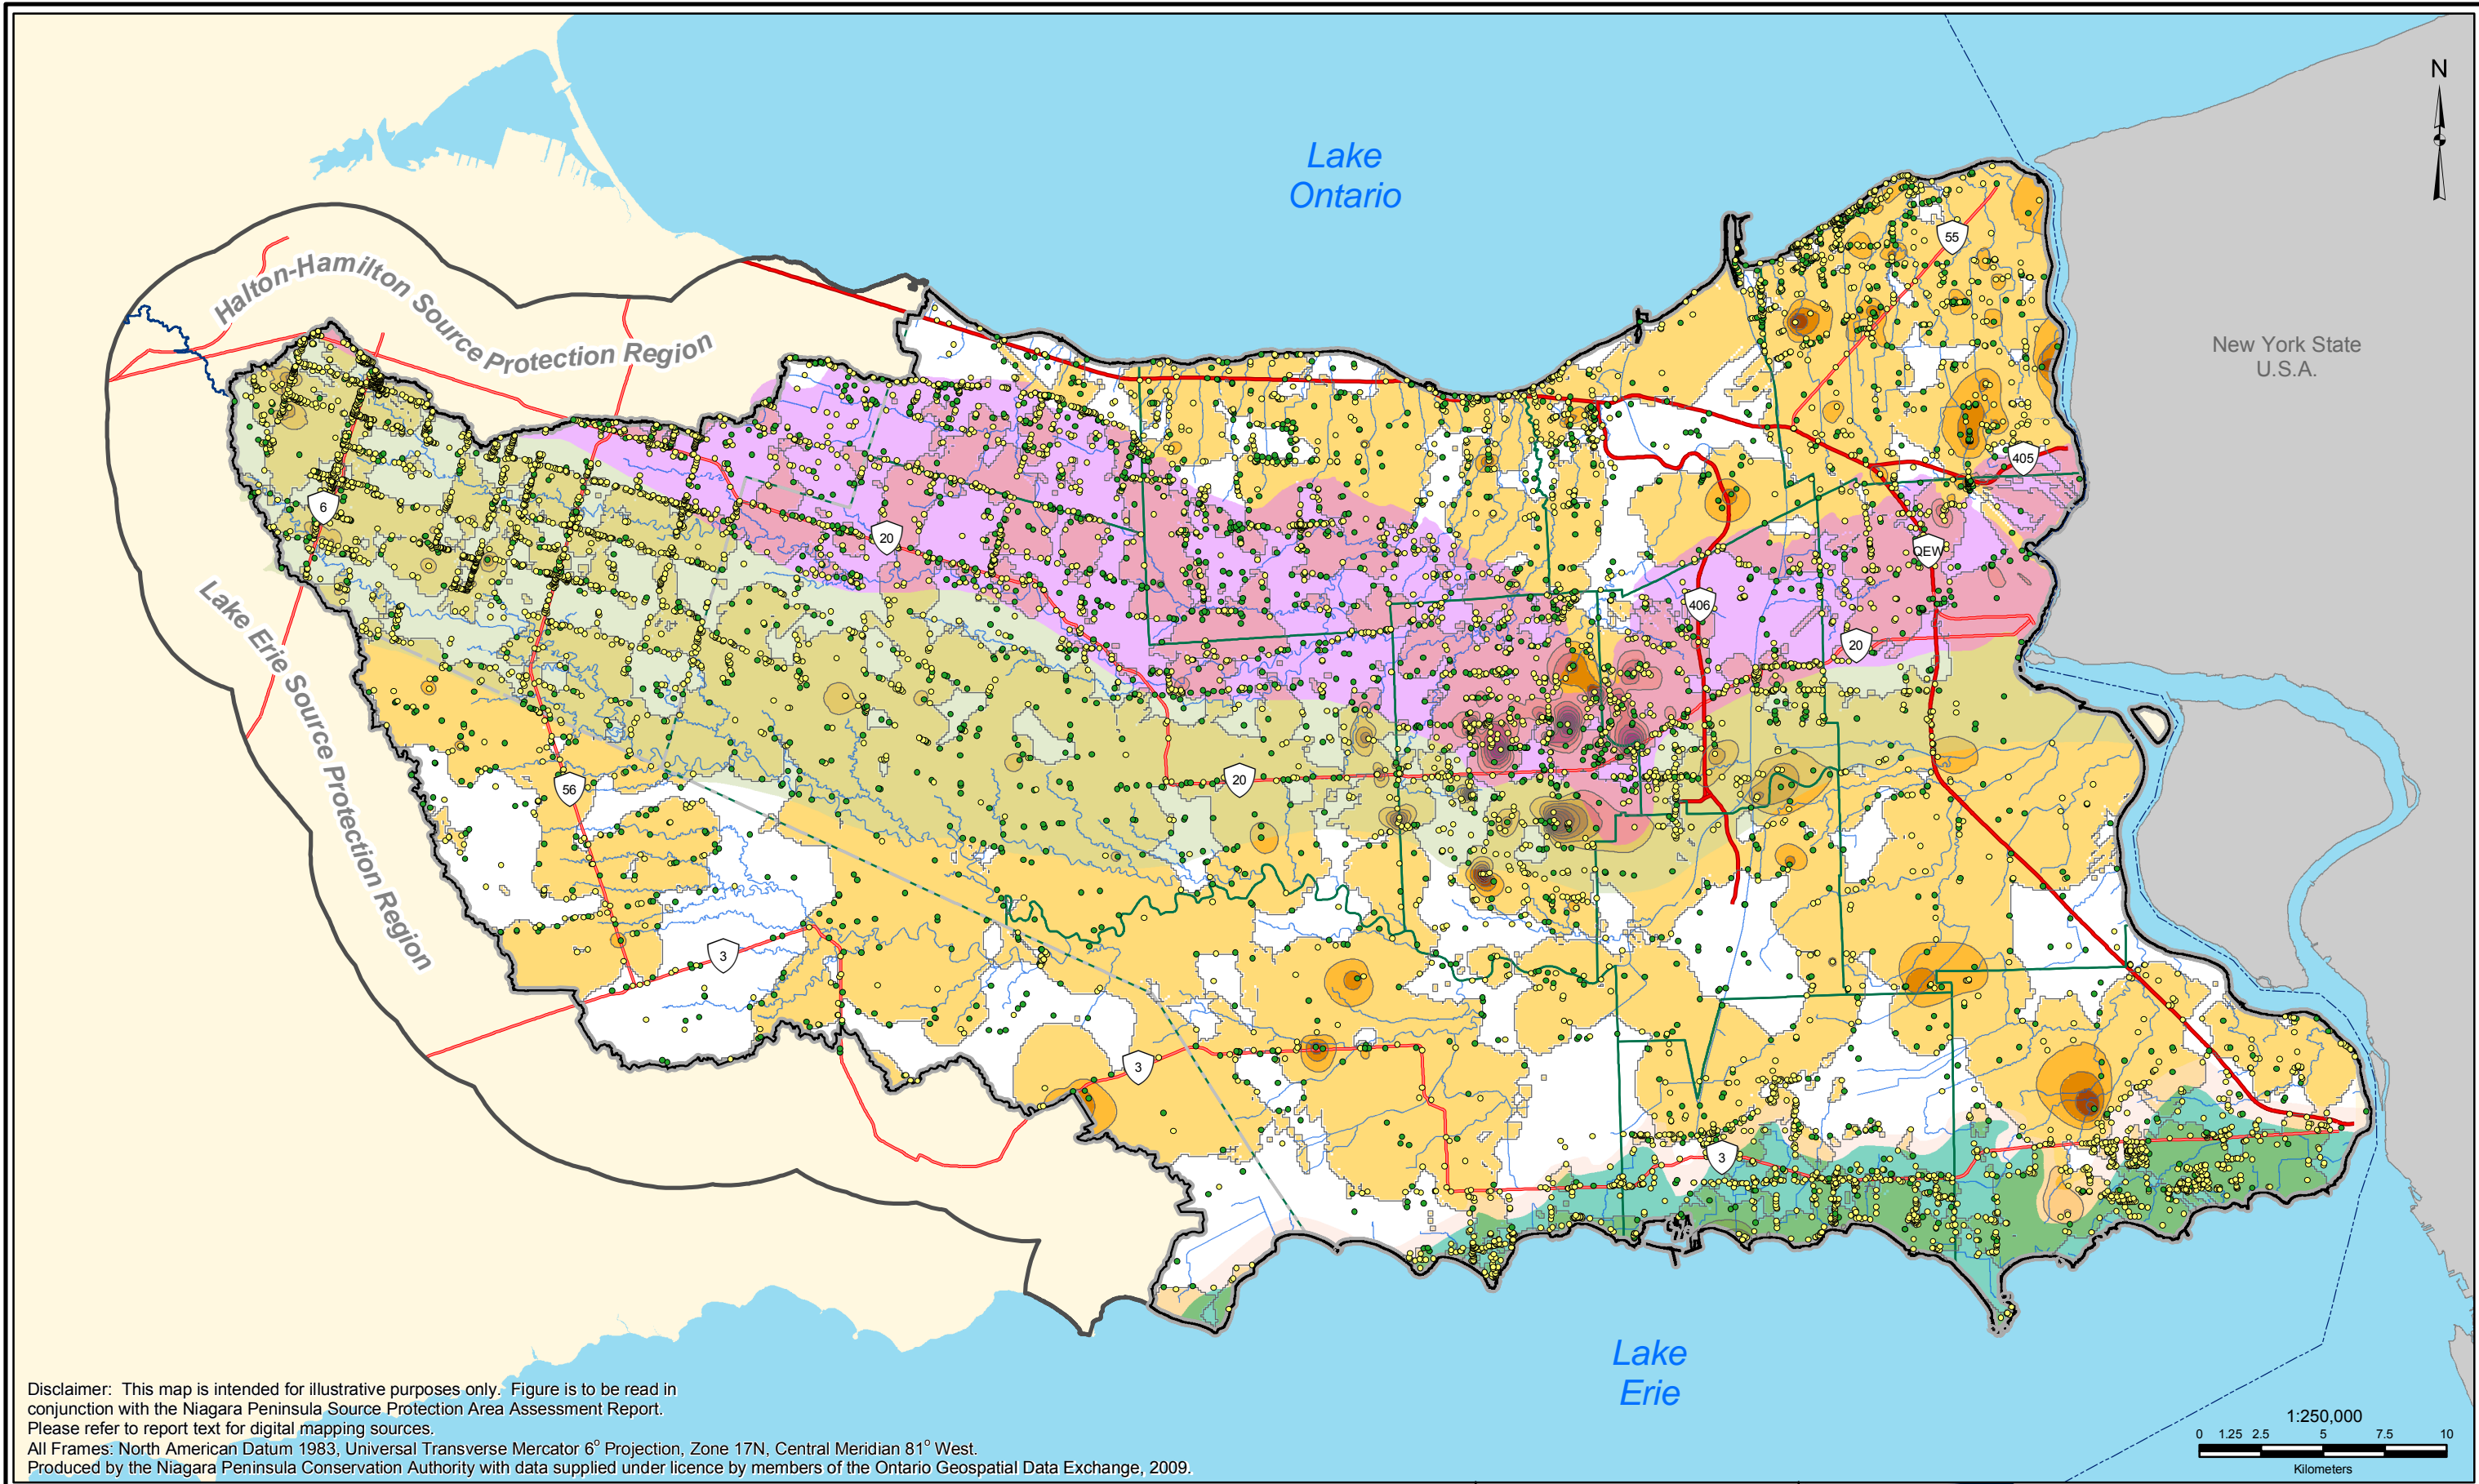 N
Lake
Ontario
55
Halton-Hamilton Source Protection Region
New York State
U.S.A.
405
6
20
QEW
406
20
Lake Erie Source Protection Region
20
56
3
3
3
Lake
Erie
Disclaimer: This map is intended for illustrative purposes only. Figure is to be read in
conjunction with the Niagara Peninsula Source Protection Area Assessment Report.
Please refer to report text for digital mapping sources.
All Frames: North American Datum 1983, Universal Transverse Mercator 6° Projection, Zone 17N, Central Meridian 81° West.
Produced by the Niagara Peninsula Conservation Authority with data supplied under licence by members of the Ontario Geospatial Data Exchange, 2009.
1:250,000
0 1.25 2.5 5 7.5 10
Kilometers